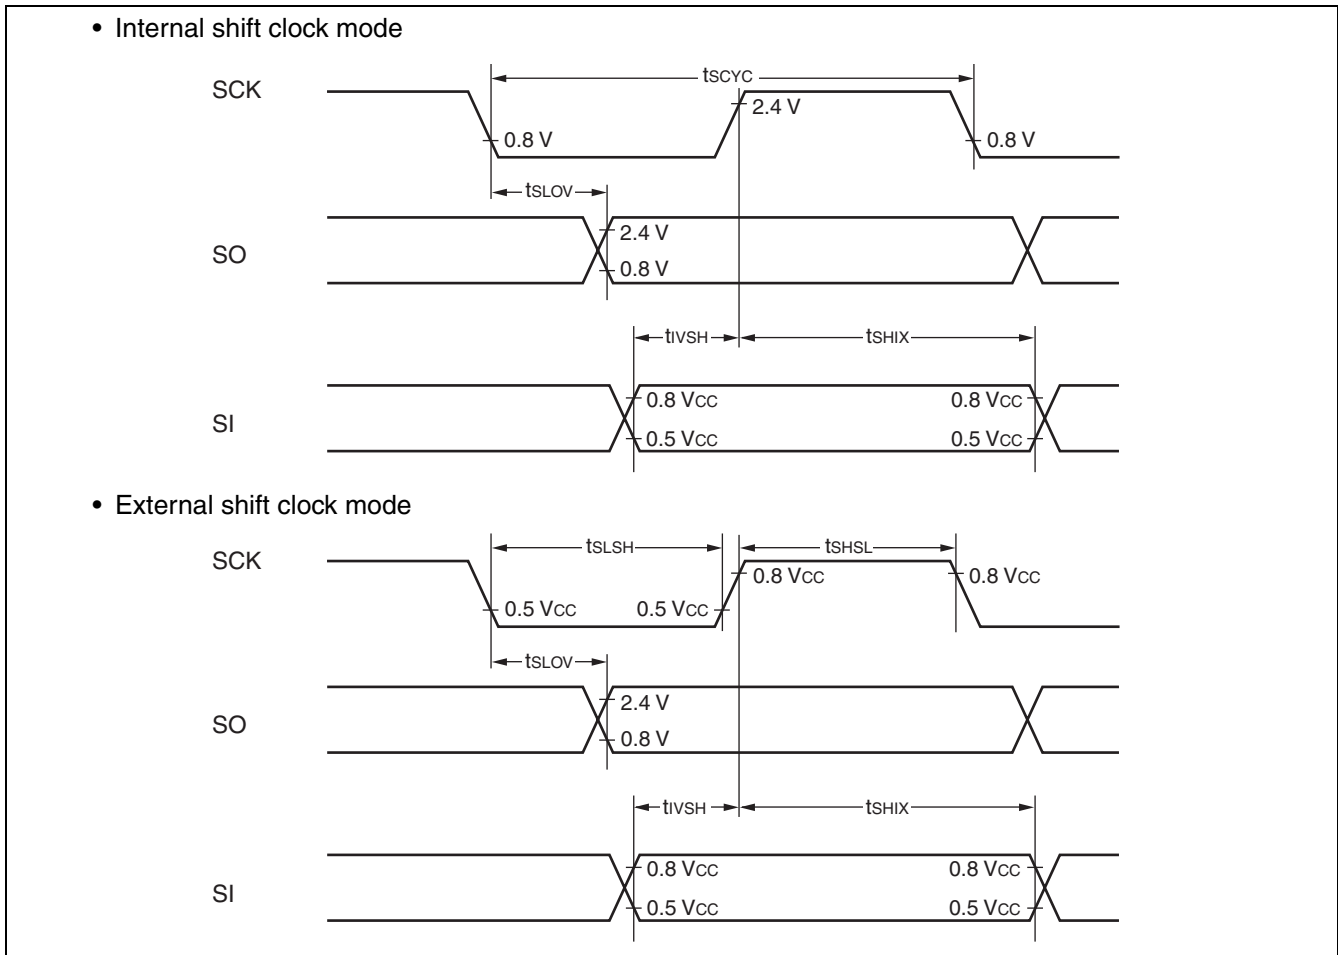 • Internal shift clock mode
tSCYC
SCK
2.4 V
0.8 V 0.8 V
tSLOV
2.4 V
SO
0.8 V
tIVSH tSHIX
0.8 VCC 0.8 VCC
SI
0.5 VCC 0.5 VCC
• External shift clock mode
tSLSH tSHSL
SCK
0.8 VCC 0.8 VCC
0.5 VCC 0.5 VCC
tSLOV
2.4 V
SO
0.8 V
tIVSH tSHIX
0.8 VCC 0.8 VCC
SI
0.5 VCC 0.5 VCC